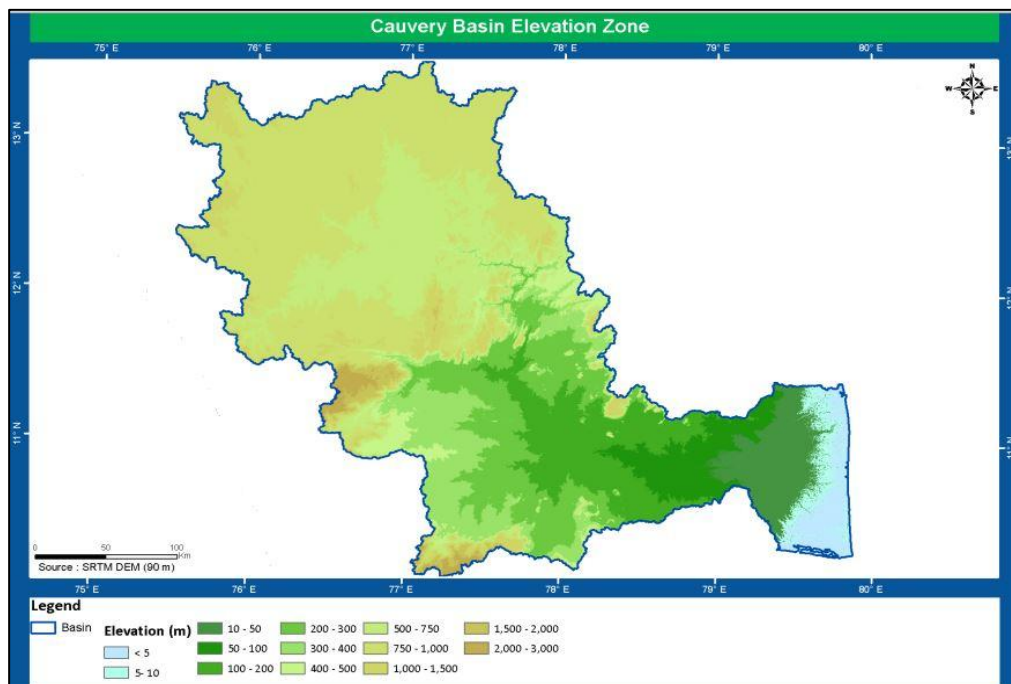 Cauvery Basin Elevation Zone
75° E 76° E 77° E 78° E 79° E 80° E
N
W E
S
13° N 13° N
12° N 12° N
11° N 11° N
0 50 100
Km
Source : SRTM DEM (90 m)
75° E 76° E 77° E 78° E 79° E 80° E
Legend
Basin
Elevation (m)
< 5
5- 10
10 - 50
50 - 100
100 - 200
200 - 300
300 - 400
400 - 500
500 - 750
750 - 1,000
1,000 - 1,500
1,500 - 2,000
2,000 - 3,000